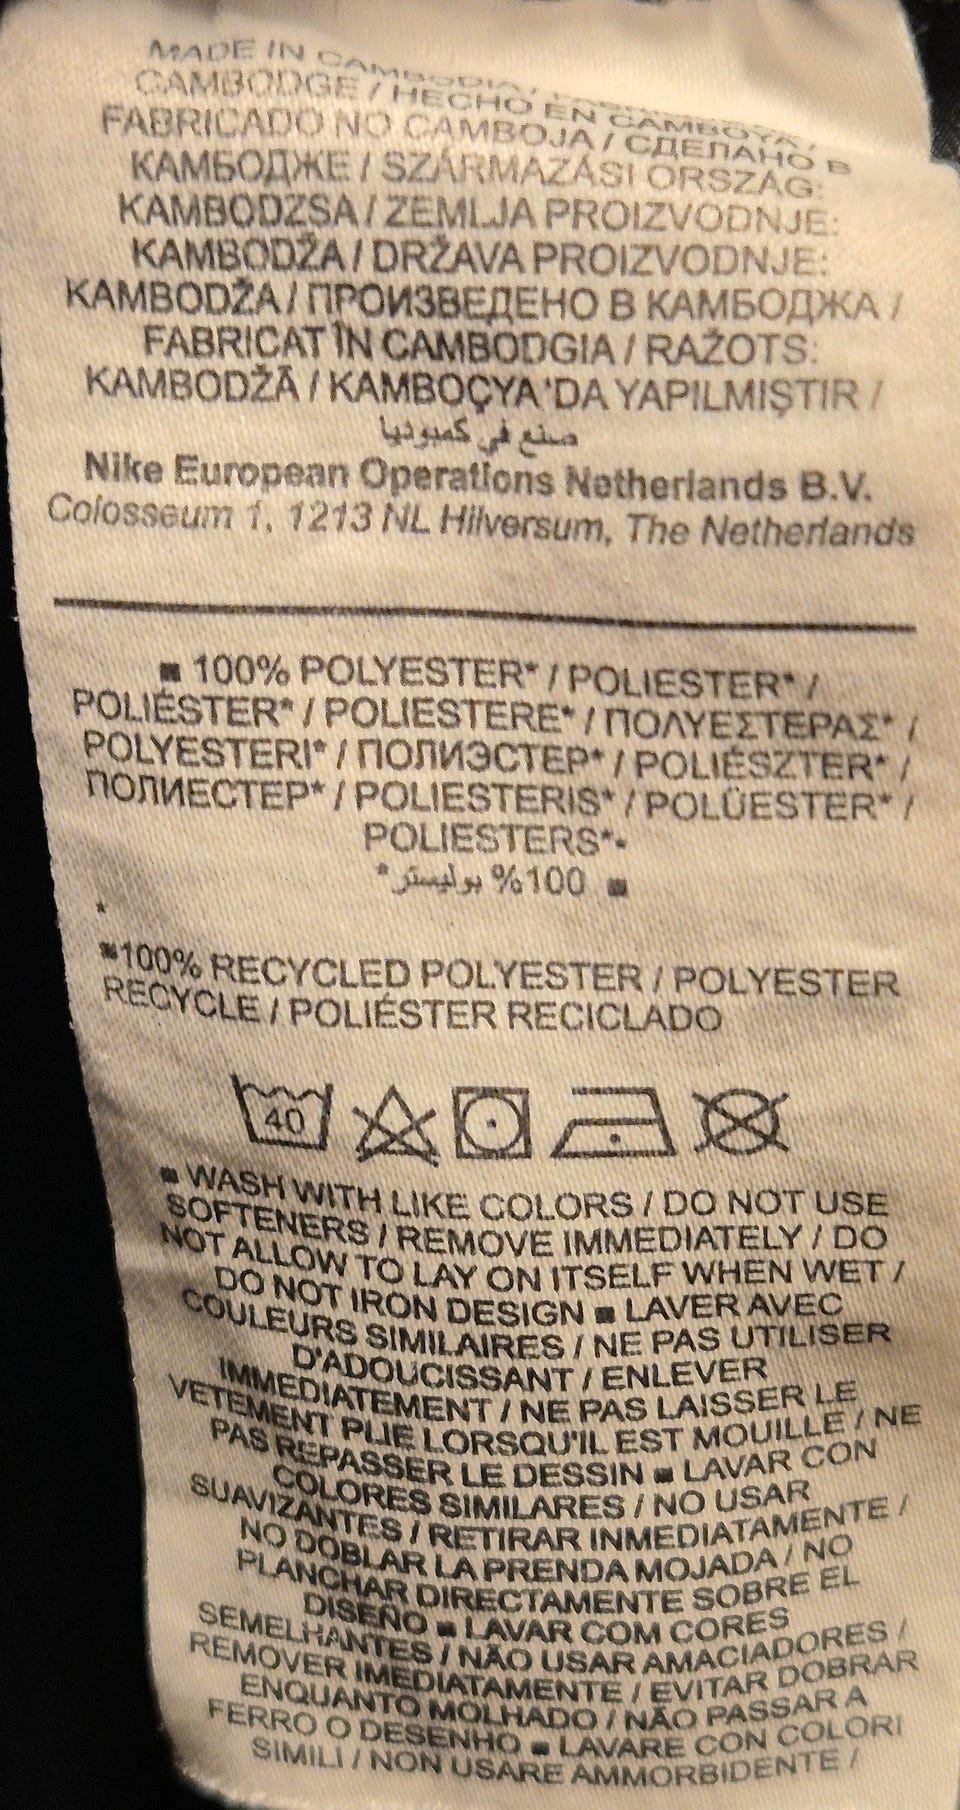 MADE IN CAMBODIA /
CAMBODGE / HECHO EN CAMBOYA /
FABRICADO NO CAMBOJA / СДЕЛАНО В
КАМБОДЖЕ / SZÁRMAZÁSI ORSZÁG:
KAMBODZSA / ZEMLJA PROIZVODNJE:
KAMBODŽA / DRŽAVA PROIZVODNJE:
KAMBODŽA / ПРОИЗВЕДЕНО В КАМБОДЖА /
FABRICAT ÎN CAMBODGIA / RAŽOTS:
KAMBODŽĀ / KAMBOÇYA'DA YAPILMIŞTIR /
صنع في كمبوديا
Nike European Operations Netherlands B.V.
Colosseum 1, 1213 NL Hilversum, The Netherlands
■ 100% POLYESTER* / POLIESTER* /
POLIÉSTER* / POLIESTERE* / ΠΟΛΥΕΣΤΕΡΑΣ* /
POLYESTERI* / ПОЛИЭСТЕР* / POLIÉSZTER* /
ПОЛИЕСТЕР* / POLIESTERIS* / POLÜESTER* /
POLIESTERS*▪
■ 100% بوليستر*
*
■100% RECYCLED POLYESTER / POLYESTER
RECYCLE / POLIÉSTER RECICLADO
40
■ WASH WITH LIKE COLORS / DO NOT USE
SOFTENERS / REMOVE IMMEDIATELY / DO
NOT ALLOW TO LAY ON ITSELF WHEN WET /
DO NOT IRON DESIGN ■ LAVER AVEC
COULEURS SIMILAIRES / NE PAS UTILISER
D'ADOUCISSANT / ENLEVER
IMMEDIATEMENT / NE PAS LAISSER LE
VETEMENT PLIE LORSQU'IL EST MOUILLE / NE
PAS REPASSER LE DESSIN ■ LAVAR CON
COLORES SIMILARES / NO USAR
SUAVIZANTES / RETIRAR INMEDIATAMENTE /
NO DOBLAR LA PRENDA MOJADA / NO
PLANCHAR DIRECTAMENTE SOBRE EL
DISEÑO ■ LAVAR COM CORES
SEMELHANTES / NÃO USAR AMACIADORES /
REMOVER IMEDIATAMENTE / EVITAR DOBRAR
ENQUANTO MOLHADO / NÃO PASSAR A
FERRO O DESENHO ■ LAVARE CON COLORI
SIMILI / NON USARE AMMORBIDENTE /